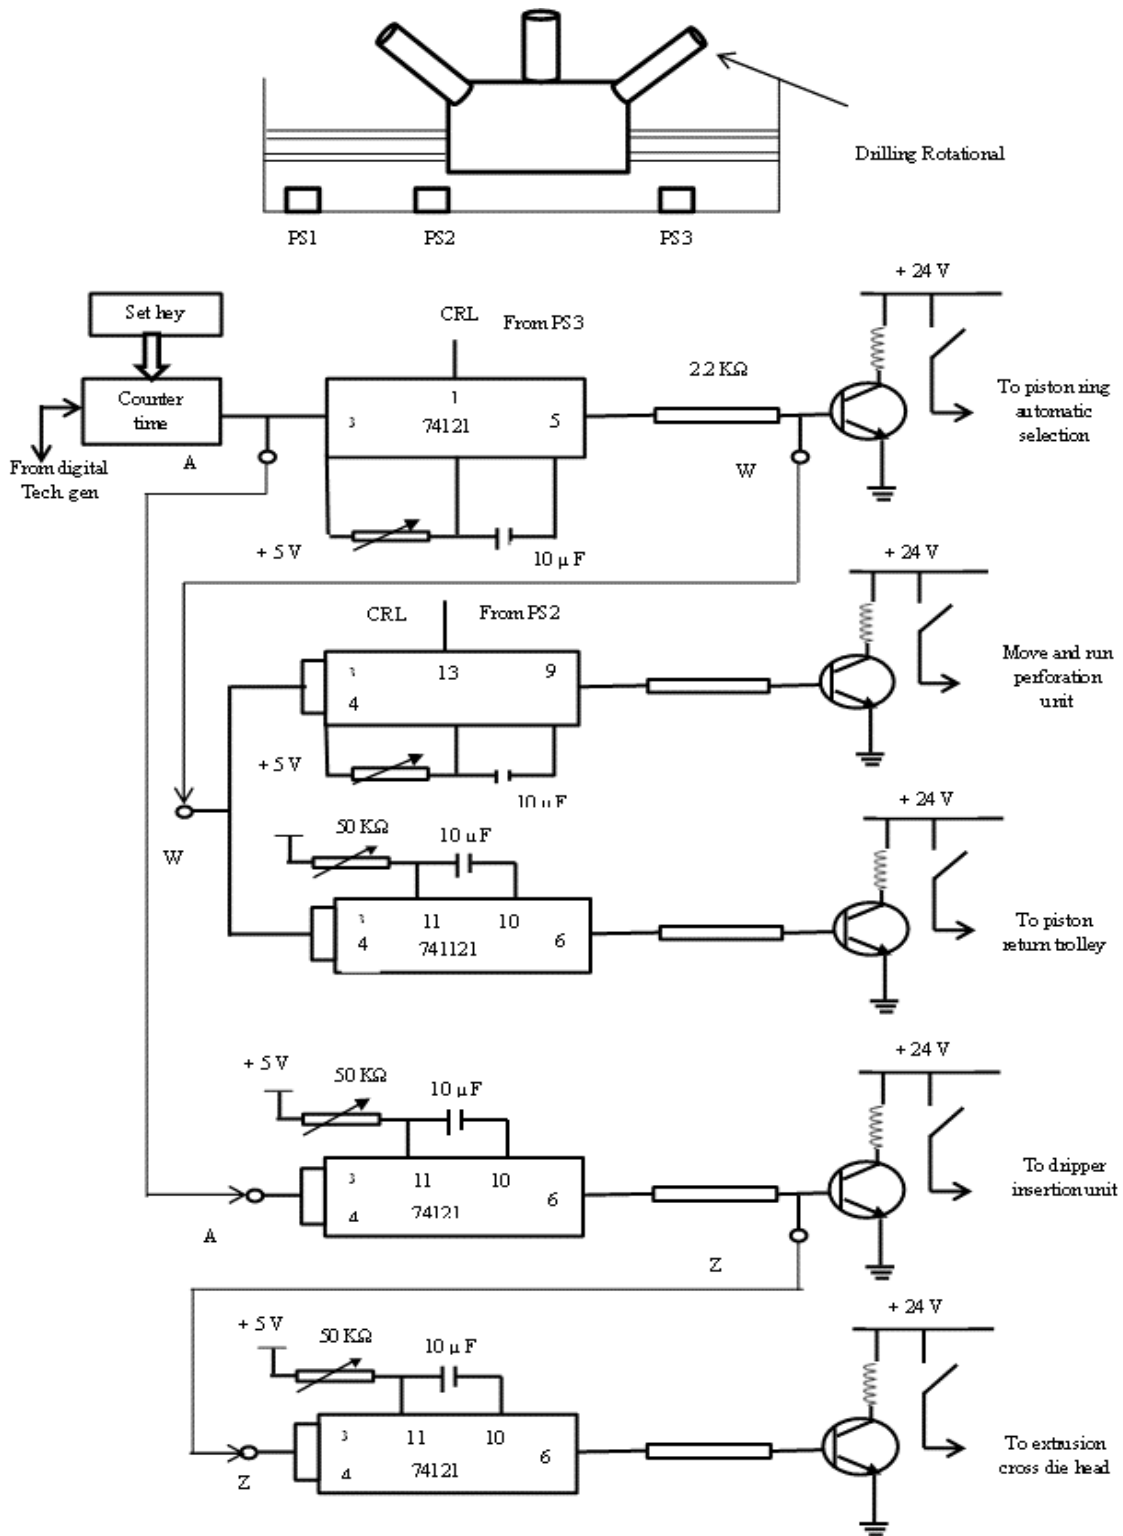 Drilling Rotational
PS1
PS2
PS3
+ 24 V
Set hey
CRL
From PS3
Counter
time
1
3
74121
5
2.2 KΩ
To piston ring
automatic
selection
From digital
Tech. gen
A
W
+ 5 V
10 µ F
+ 24 V
CRL
From PS2
3
13
9
4
Move and run
perforation
unit
+ 5 V
10 µF
+ 24 V
50 KΩ
10 µ F
W
3
11
10
4
741121
6
To piston
return trolley
+ 24 V
+ 5 V
50 KΩ
10 µ F
3
11
10
4
74121
6
To dripper
insertion unit
A
Z
+ 24 V
+ 5 V
50 KΩ
10 µ F
3
11
10
4
74121
6
To extrusion
cross die head
Z